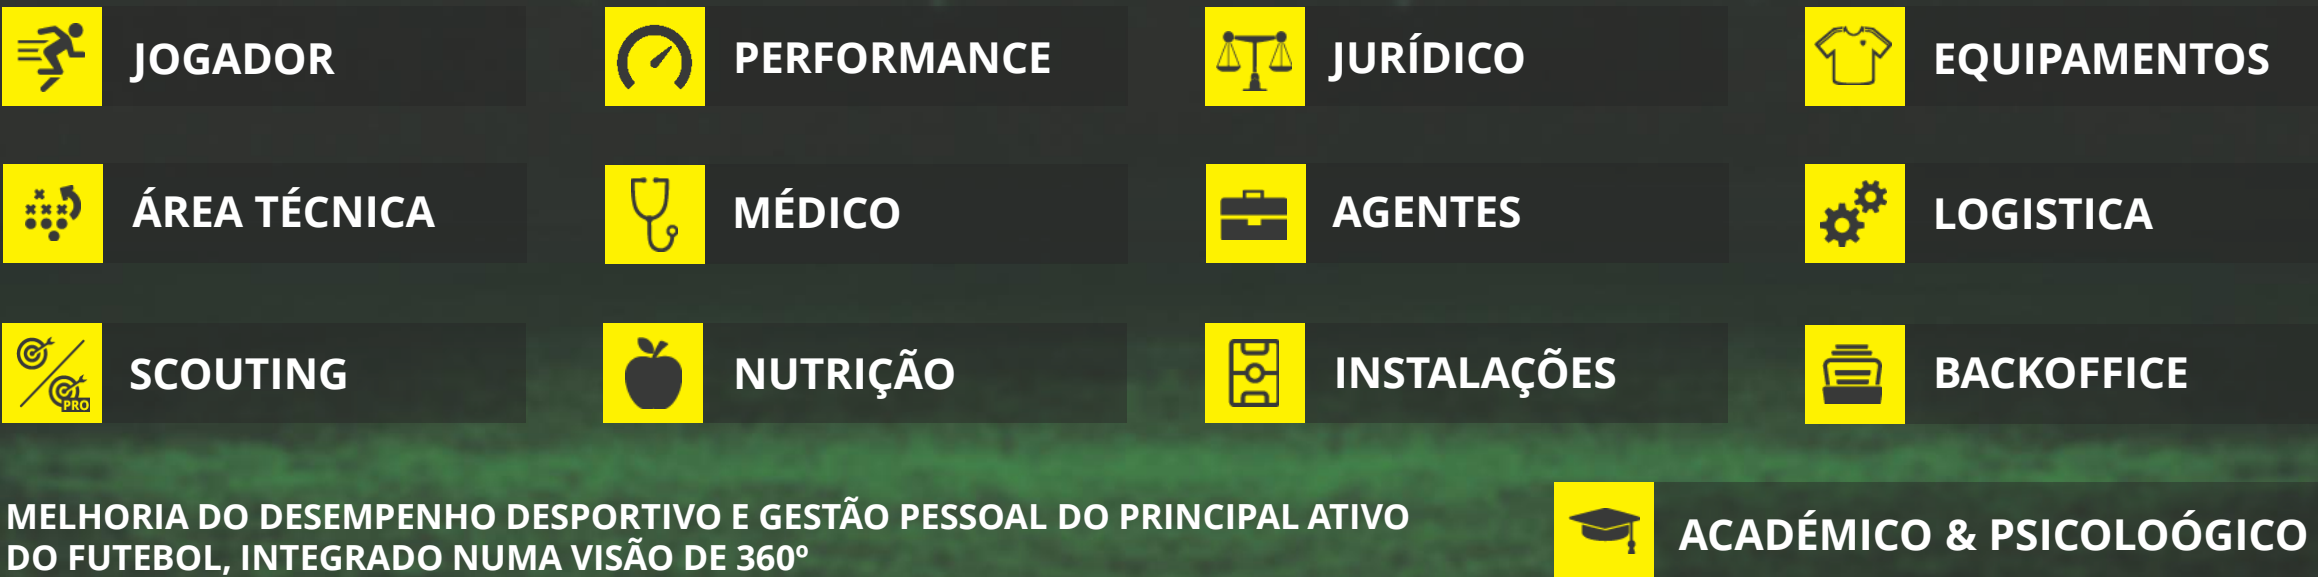 JOGADOR
PERFORMANCE
JURÍDICO
EQUIPAMENTOS
ÁREA TÉCNICA
MÉDICO
AGENTES
LOGISTICA
SCOUTING
PRO
NUTRIÇÃO
INSTALAÇÕES
BACKOFFICE
MELHORIA DO DESEMPENHO DESPORTIVO E GESTÃO PESSOAL DO PRINCIPAL ATIVO
DO FUTEBOL, INTEGRADO NUMA VISÃO DE 360º
ACADÉMICO & PSICOLOÓGICO